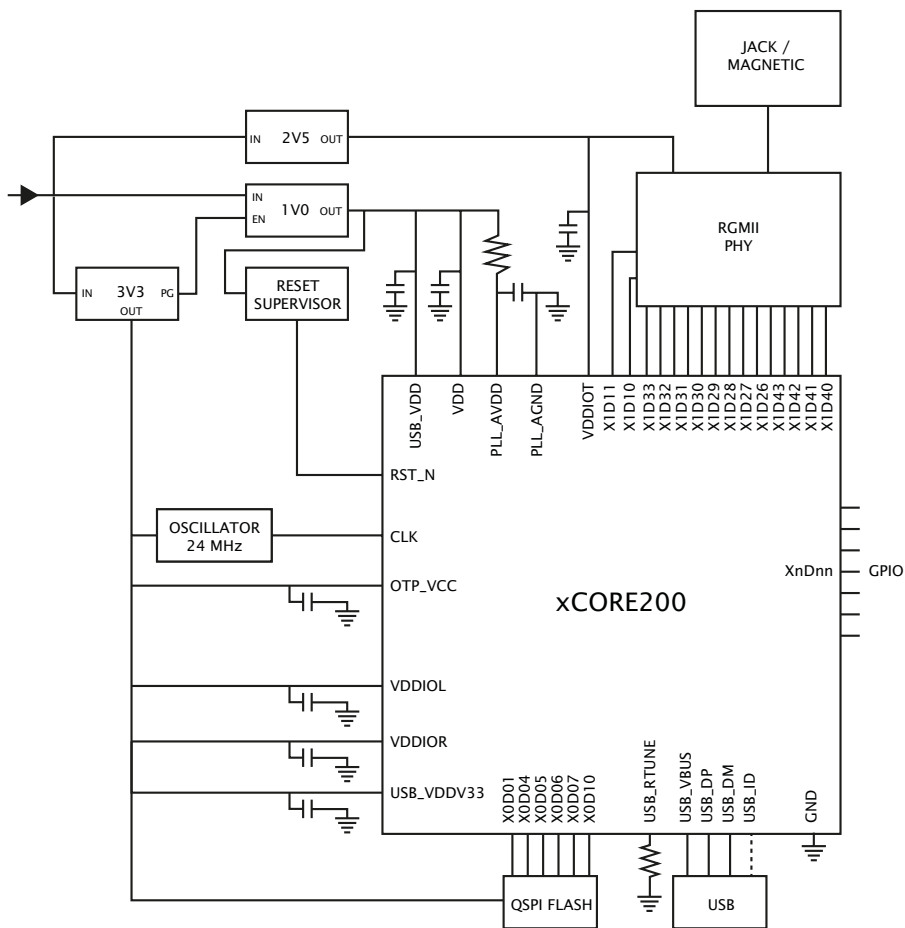 JACK /
MAGNETIC
IN 2V5 OUT
IN
1V0 OUT
EN
RGMII
PHY
IN 3V3 PG
OUT
RESET
SUPERVISOR
USB_VDD
VDD
PLL_AVDD
PLL_AGND
VDDIOT
X1D11
X1D10
X1D33
X1D32
X1D31
X1D30
X1D29
X1D28
X1D27
X1D26
X1D43
X1D42
X1D41
X1D40
RST_N
OSCILLATOR
24 MHz
CLK
XnDnn
GPIO
OTP_VCC
xCORE200
VDDIOL
VDDIOR
USB_VDDV33
X0D01
X0D04
X0D05
X0D06
X0D07
X0D10
USB_RTUNE
USB_VBUS
USB_DP
USB_DM
USB_ID
GND
QSPI FLASH
USB